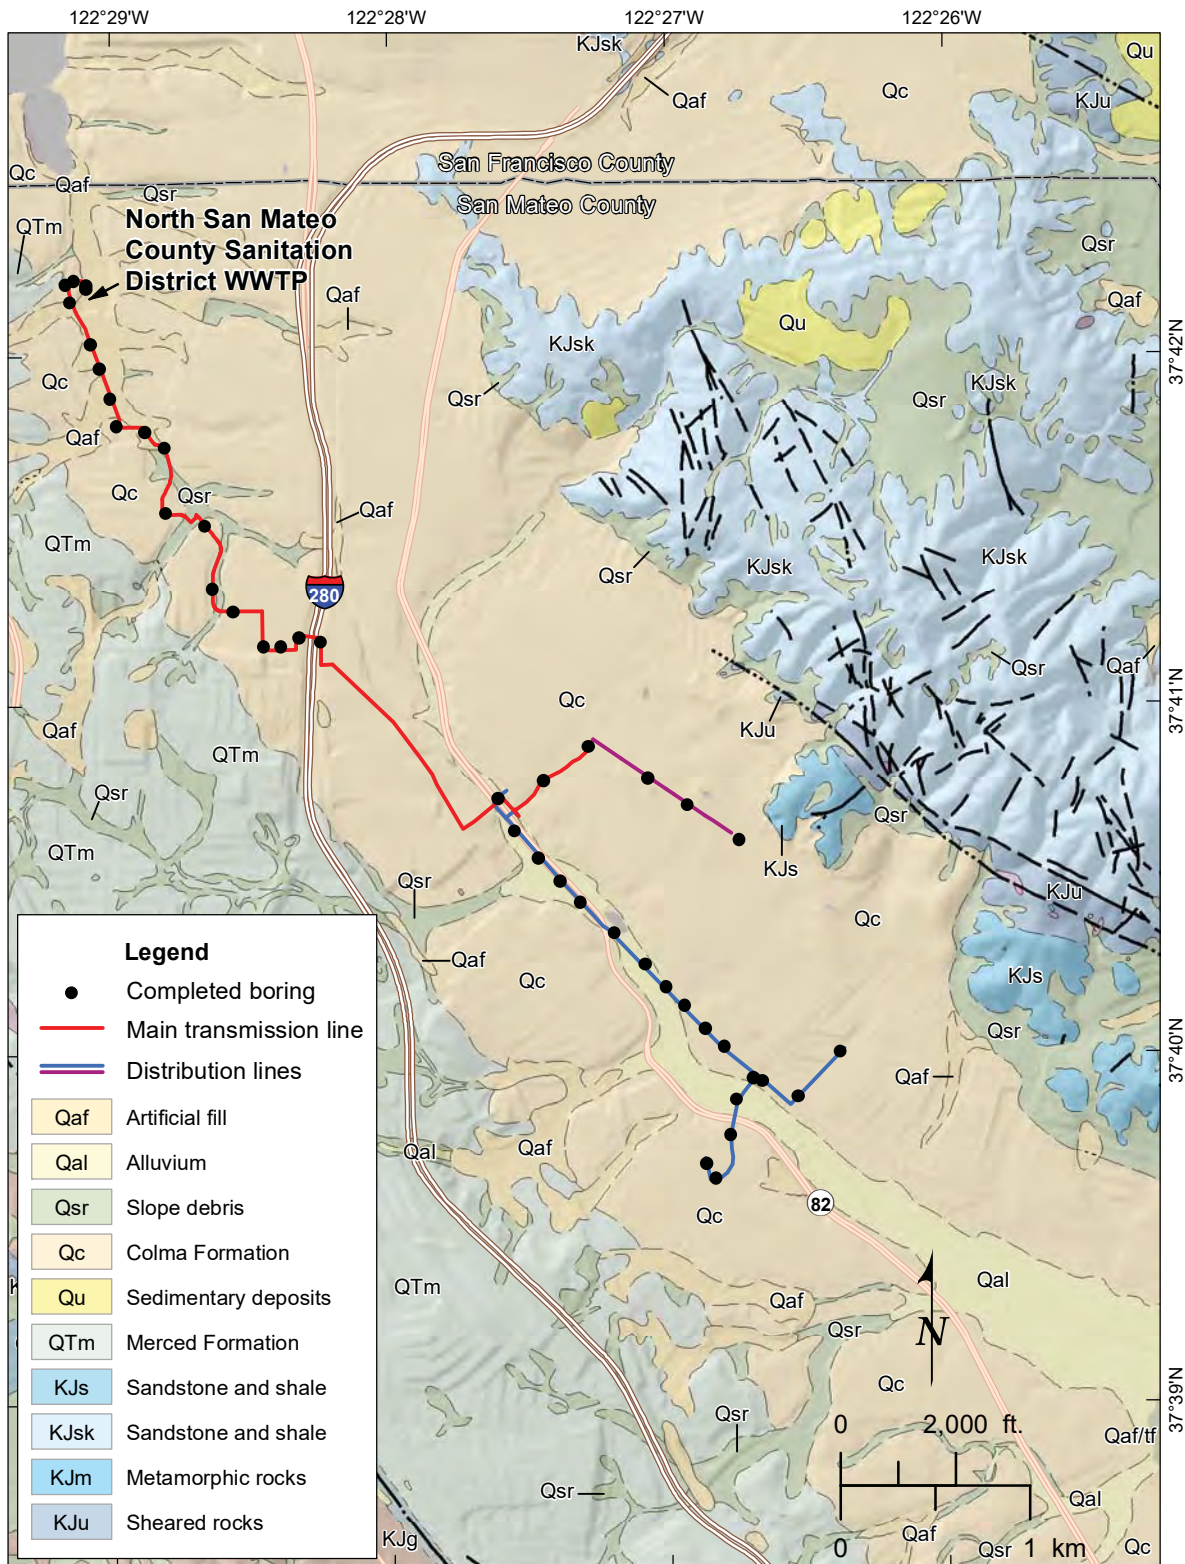 122°29'W 122°28'W 122°27'W 122°26'W
KJsk
Qu
Qaf
Qc
KJu
San Francisco County
Qc
Qaf
Qsr
San Mateo County
QTm
North San Mateo
County Sanitation
District WWTP
Qsr
Qaf
Qaf
Qu
37°42'N
KJsk
Qc
Qsr
KJsk
Qsr
Qaf
Qc
Qsr
Qaf
QTm
KJsk
KJsk
Qsr
280
Qsr
Qaf
Qc
37°41'N
Qaf
KJu
QTm
Qsr
Qsr
QTm
KJs
Qsr
KJu
Qc
Qaf
Qc
KJs
Qsr
37°40'N
Qaf
Qal
Qaf
82
Qc
QTm
Qal
Qaf
Qsr
N
Qc
37°39'N
Qsr
0 2,000 ft.
Qaf/tf
Qsr
Qal
KJg
Qaf
0 1 km
Qsr
Qc
Legend
Completed boring
Main transmission line
Distribution lines
Qaf Artificial fill
Qal Alluvium
Qsr Slope debris
Qc Colma Formation
Qu Sedimentary deposits
QTm Merced Formation
KJs Sandstone and shale
KJsk Sandstone and shale
KJm Metamorphic rocks
KJu Sheared rocks